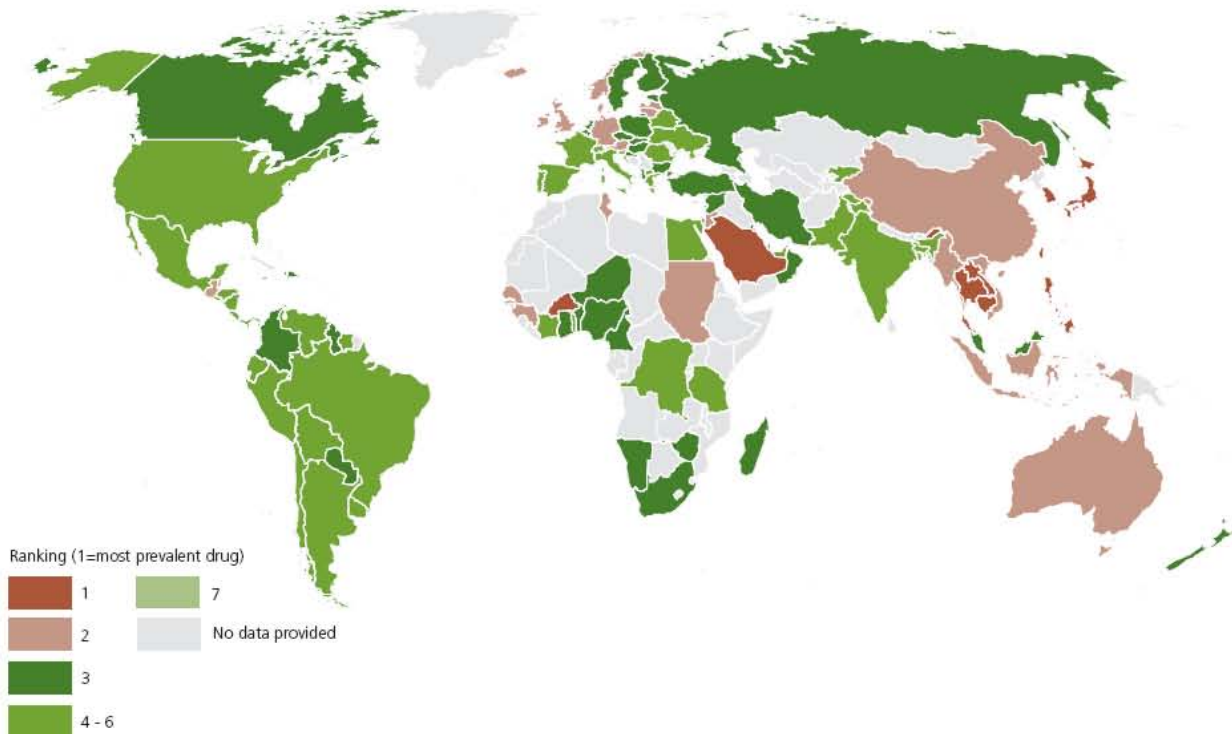 Ranking (1=most prevalent drug)
1
7
2
No data provided
3
4 - 6